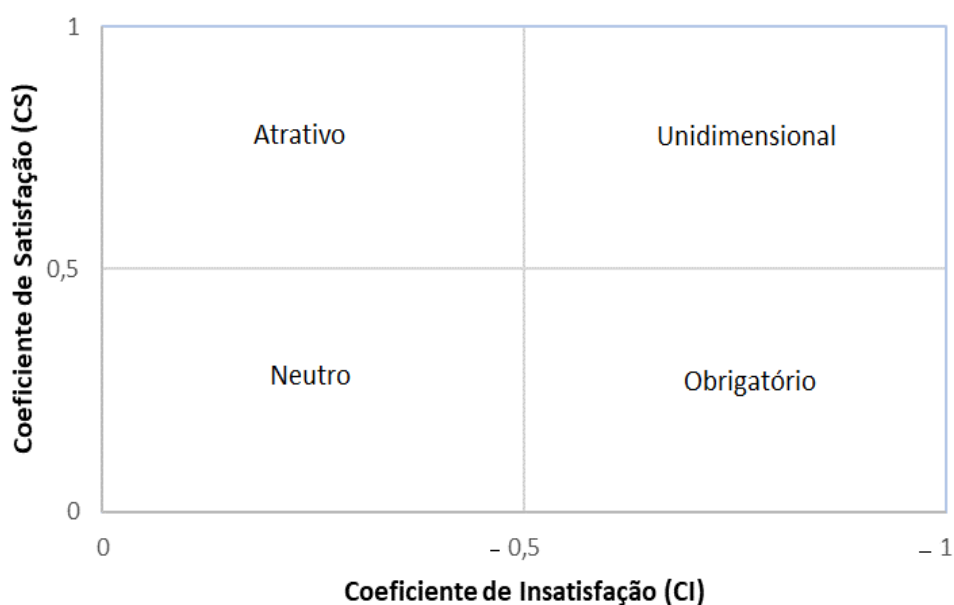 1
Coeficiente de Satisfação (CS)
Atrativo
Unidimensional
0,5
Neutro
Obrigatório
0
0
– 0,5
– 1
Coeficiente de Insatisfação (CI)